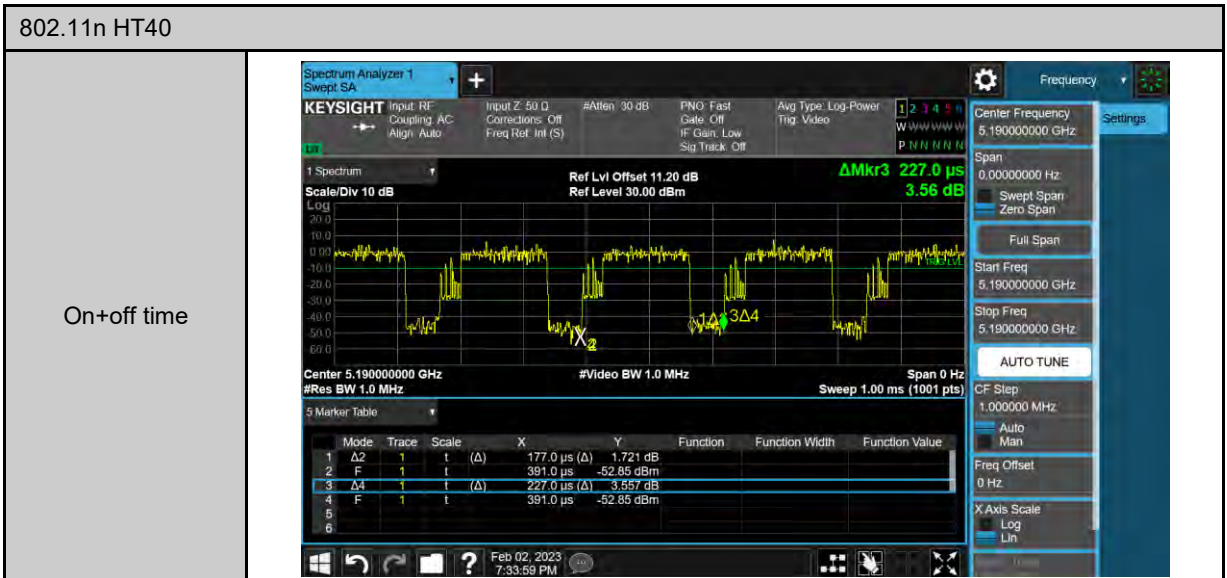 802.11n HT40
On+off time
Spectrum Analyzer 1
Swept SA
+
Frequency
KEYSIGHT
Input: RF
Coupling: AC
Align: Auto
Input Z: 50 Ω
Corrections: Off
Freq Ref: Int (S)
#Atten: 30 dB
PNO: Fast
Gate: Off
IF Gain: Low
Sig Track: Off
Avg Type: Log-Power
Trig: Video
1 2 3 4 5 6
W W W W W W
P N N N N N
1 Spectrum
Scale/Div 10 dB
Ref Lvl Offset 11.20 dB
Ref Level 30.00 dBm
ΔMkr3 227.0 µs
3.56 dB
Log
20.0
10.0
0.00
-10.0
-20.0
-30.0
-40.0
-50.0
-60.0
TRIG LVL
3Δ4
X2
Center 5.190000000 GHz
#Res BW 1.0 MHz
#Video BW 1.0 MHz
Span 0 Hz
Sweep 1.00 ms (1001 pts)
5 Marker Table
Mode Trace Scale X Y Function Function Width Function Value
1 Δ2 1 t (Δ) 177.0 µs (Δ) 1.721 dB
2 F 1 t 391.0 µs -52.85 dBm
3 Δ4 1 t (Δ) 227.0 µs (Δ) 3.557 dB
4 F 1 t 391.0 µs -52.85 dBm
5
6
?
Feb 02, 2023
7:33:59 PM
Center Frequency
5.190000000 GHz
Settings
Span
0.00000000 Hz
Swept Span
Zero Span
Full Span
Start Freq
5.190000000 GHz
Stop Freq
5.190000000 GHz
AUTO TUNE
CF Step
1.000000 MHz
Auto
Man
Freq Offset
0 Hz
X Axis Scale
Log
Lin